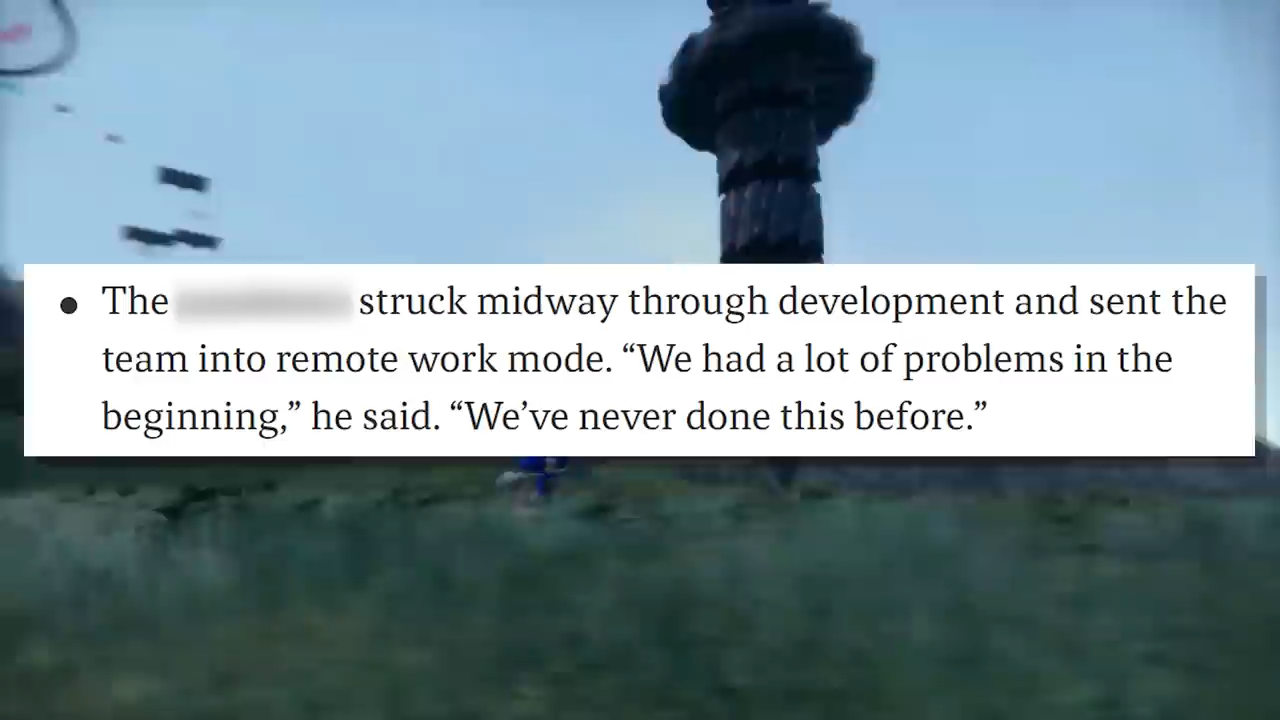 The struck midway through development and sent the
team into remote work mode. “We had a lot of problems in the
beginning,” he said. “We’ve never done this before.”